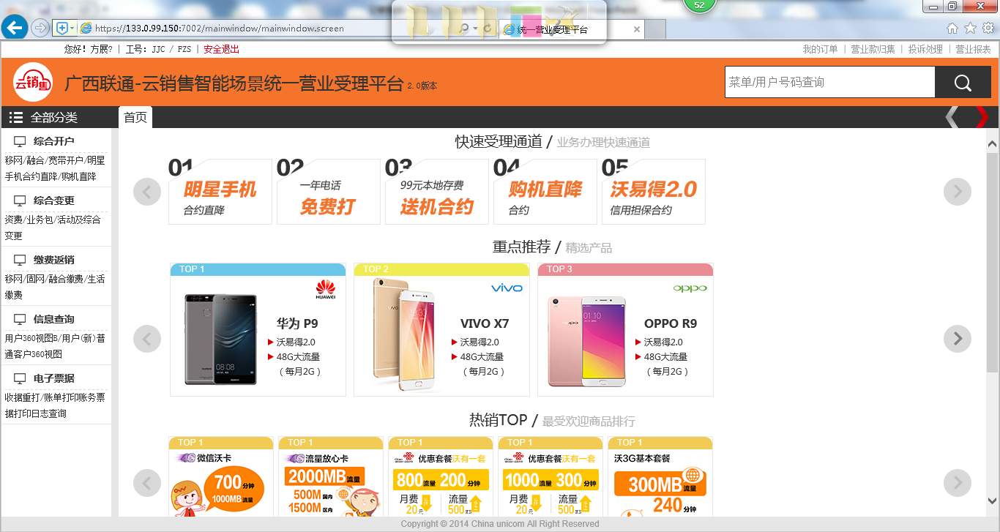 52
https://133.0.99.150:7002/mainwindow/mainwindow.screen
统一营业受理平台
您好！方展? | 工号: JJC / FZS | 安全退出
我的订单 | 营业款归集 | 投诉处理 | 营业报表
云销售
广西联通-云销售智能场景统一营业受理平台 2.0版本
菜单/用户号码查询
全部分类
首页
综合开户
移网/融合/宽带开户/明星
手机合约直降/购机直降
综合变更
资费/业务包/活动及综合
变更
缴费返销
移网/固网/融合缴费/生活
缴费
信息查询
用户360视图B/用户(新)普
通客户360视图
电子票据
收据重打/账单打印账务票
据打印日志查询
快速受理通道 / 业务办理快速通道
01
明星手机
合约直降
02
一年电话
免费打
03
99元本地存费
送机合约
04
购机直降
合约
05
沃易得2.0
信用担保合约
重点推荐 / 精选产品
TOP 1
HUAWEI
08:08
华为 P9
沃易得2.0
48G大流量
（每月2G）
TOP 2
vivo
VIVO X7
沃易得2.0
48G大流量
（每月2G）
TOP 3
oppo
01:10
OPPO R9
沃易得2.0
48G大流量
（每月2G）
热销TOP / 最受欢迎商品排行
TOP 1
微信沃卡
700分钟
1000MB流量
TOP 1
流量放心卡
2000MB流量
500M国内
1500M区内
TOP 1
优惠套餐沃有一套
800流量 200分钟
月费 流量
20元 500
TOP 1
优惠套餐沃有一套
1000流量 300分钟
月费 流量
20元 500
TOP 1
沃3G基本套餐
300MB流量
240分钟
Copyright © 2014 China unicom All Right Reserved